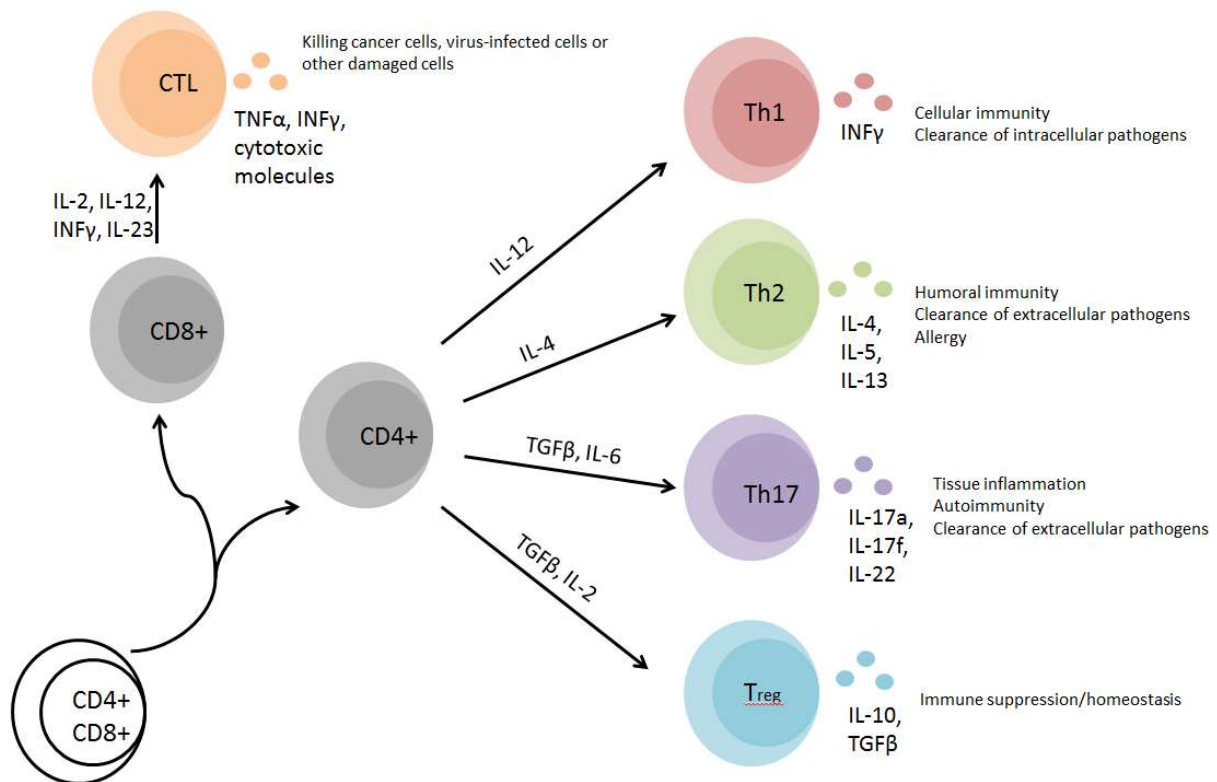 CTL
Killing cancer cells, virus-infected cells or
other damaged cells
TNFα, INFγ,
cytotoxic
molecules
IL-2, IL-12,
INFγ, IL-23
CD8+
CD4+
CD4+
CD8+
IL-12
IL-4
TGFβ, IL-6
TGFβ, IL-2
Th1
INFγ
Cellular immunity
Clearance of intracellular pathogens
Th2
IL-4,
IL-5,
IL-13
Humoral immunity
Clearance of extracellular pathogens
Allergy
Th17
IL-17a,
IL-17f,
IL-22
Tissue inflammation
Autoimmunity
Clearance of extracellular pathogens
Treg
IL-10,
TGFβ
Immune suppression/homeostasis